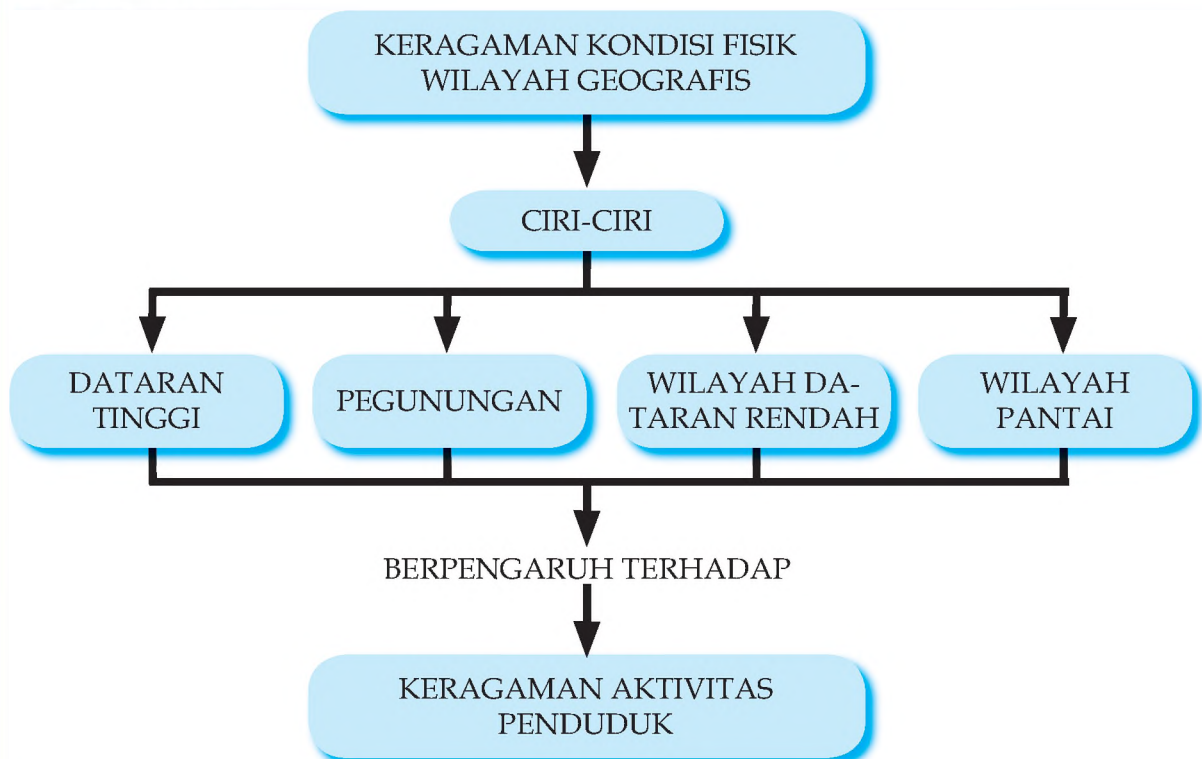 KERAGAMAN KONDISI FISIK
WILAYAH GEOGRAFIS
CIRI-CIRI
DATARAN
TINGGI
PEGUNUNGAN
WILAYAH DA-
TARAN RENDAH
WILAYAH
PANTAI
BERPENGARUH TERHADAP
KERAGAMAN AKTIVITAS
PENDUDUK